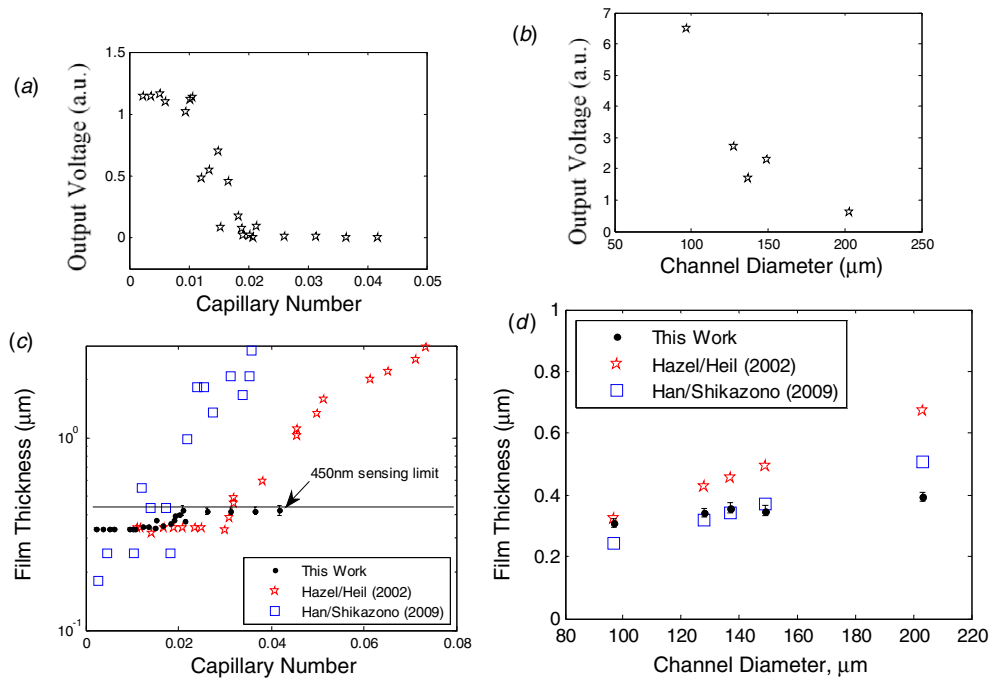 (a)
Output Voltage (a.u.)
1.5
1
0.5
0
0
0.01
0.02
0.03
0.04
0.05
Capillary Number
(b)
Output Voltage (a.u.)
7
6
5
4
3
2
1
0
50
100
150
200
250
Channel Diameter (μm)
(c)
Film Thickness (μm)
10^0
10^-1
450nm sensing limit
This Work
Hazel/Heil (2002)
Han/Shikazono (2009)
0
0.02
0.04
0.06
0.08
Capillary Number
(d)
Film Thickness (μm)
1
0.8
0.6
0.4
0.2
0
This Work
Hazel/Heil (2002)
Han/Shikazono (2009)
80
100
120
140
160
180
200
220
Channel Diameter, μm